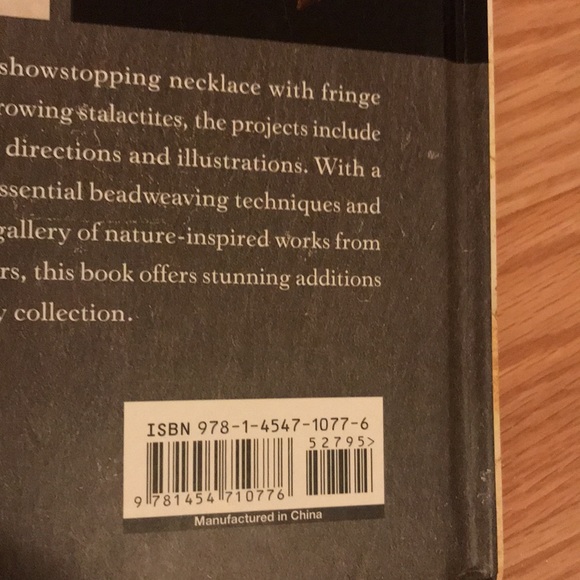 showstopping necklace with fringe
rowing stalactites, the projects include
directions and illustrations. With a
ssential beadweaving techniques and
gallery of nature-inspired works from
rs, this book offers stunning additions
y collection.
ISBN 978-1-4547-1077-6
52795>
9 781454 710776
Manufactured in China